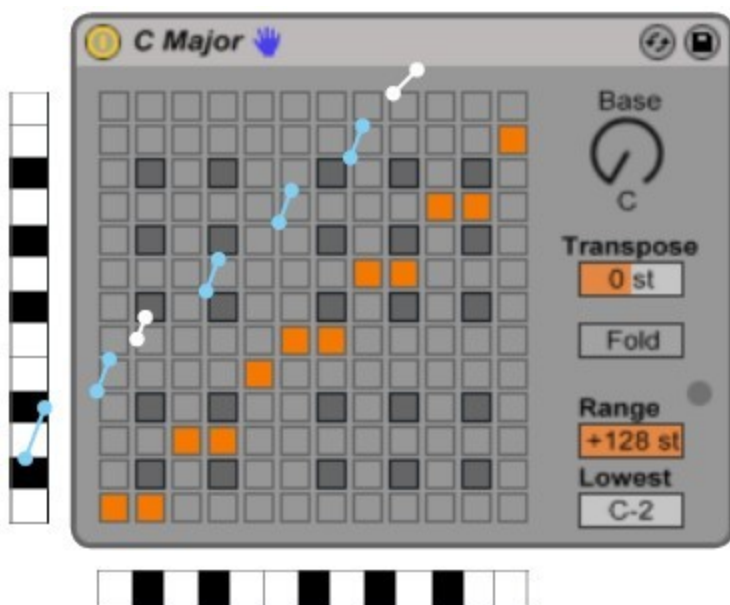 C Major
Base
C
Transpose
0 st
Fold
Range
+128 st
Lowest
C-2